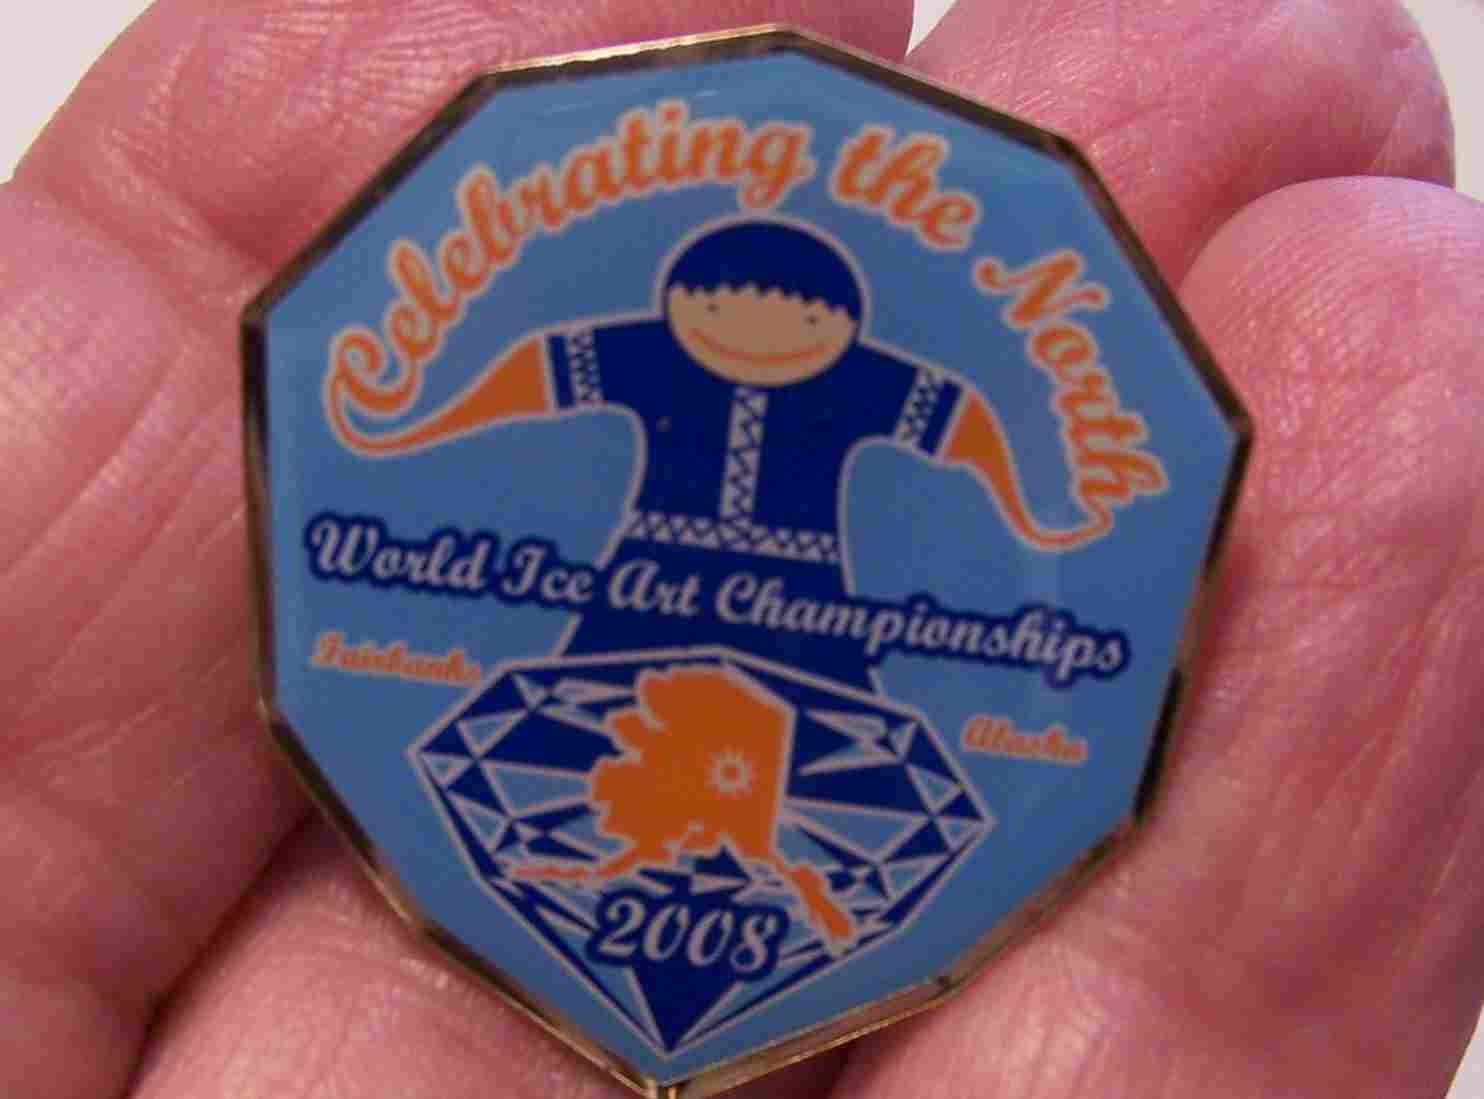 Celebrating the North
World Ice Art Championships
Fairbanks
Alaska
2008